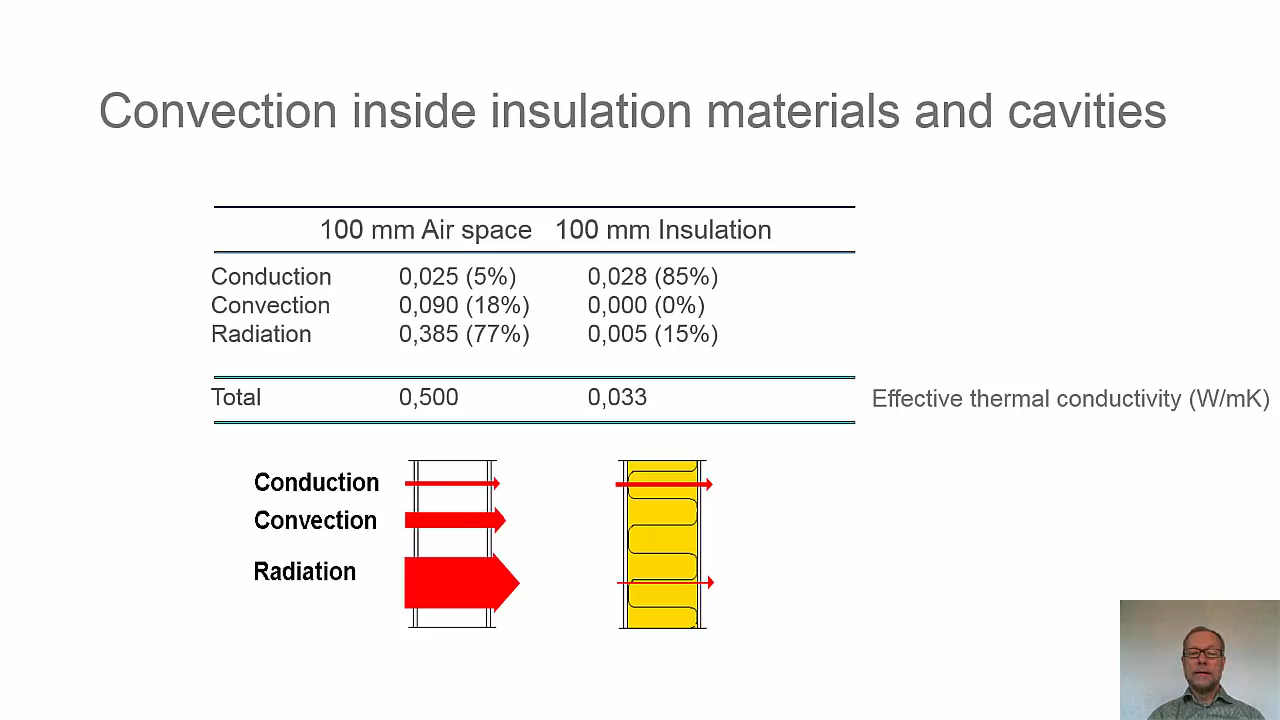 Convection inside insulation materials and cavities
100 mm Air space 100 mm Insulation
Conduction 0,025 (5%) 0,028 (85%)
Convection 0,090 (18%) 0,000 (0%)
Radiation 0,385 (77%) 0,005 (15%)
Total 0,500 0,033 Effective thermal conductivity (W/mK)
Conduction
Convection
Radiation